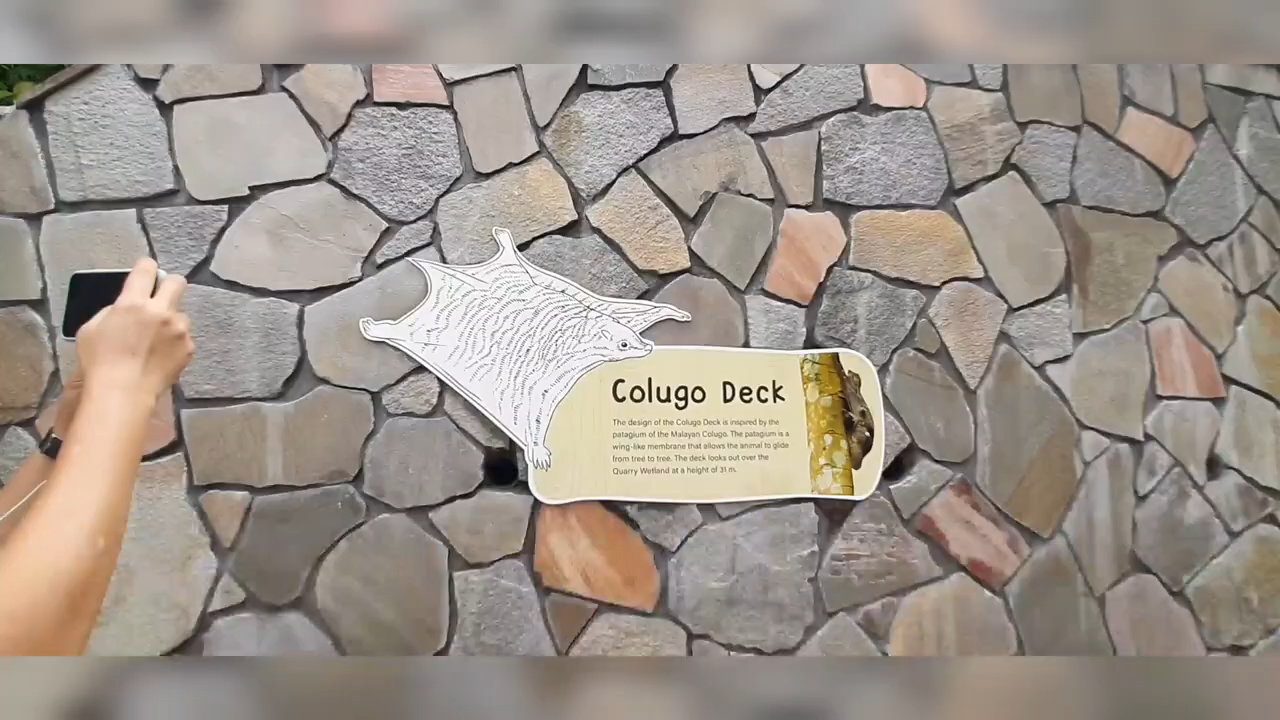 Colugo Deck
The design of the Colugo Deck is inspired by the
patagium of the Malayan Colugo. The patagium is a
wing-like membrane that allows the animal to glide
from tree to tree. The deck looks out over the
Quarry Wetland at a height of 31 m.